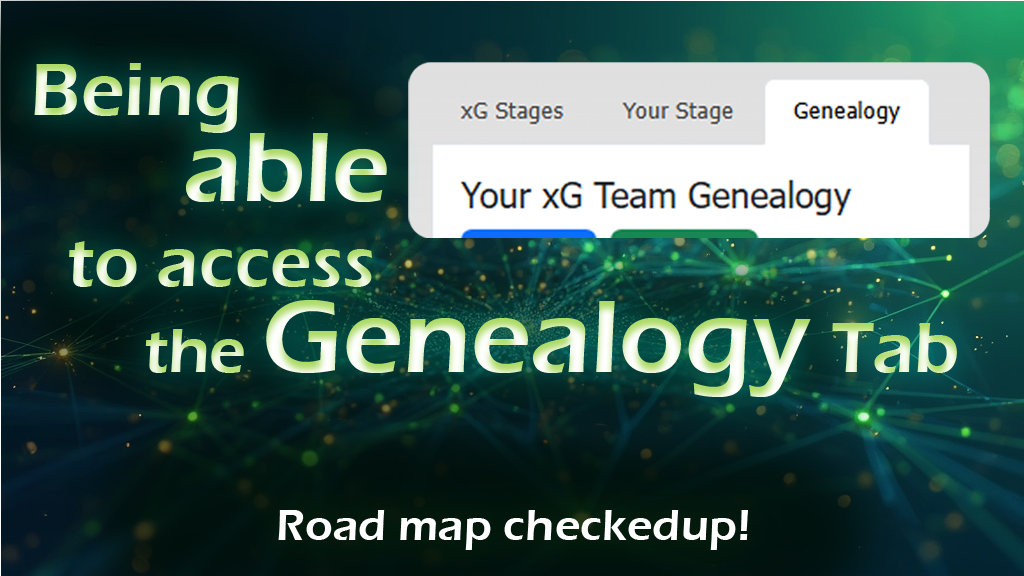 Being
able
to access
the Genealogy Tab
xG Stages Your Stage Genealogy
Your xG Team Genealogy
Road map checkedup!